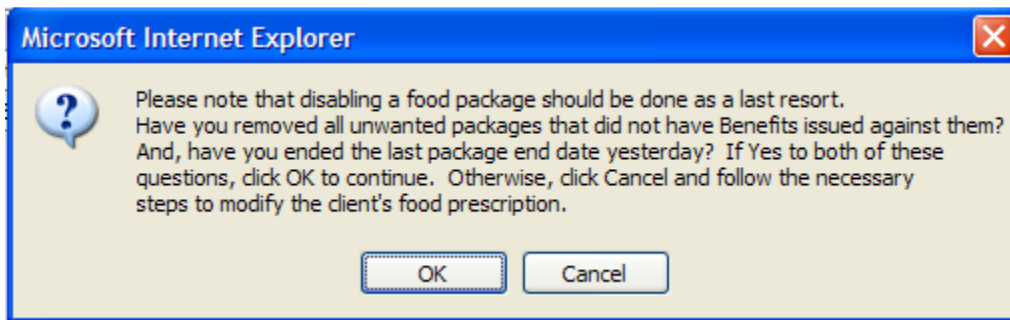 Microsoft Internet Explorer
Please note that disabling a food package should be done as a last resort.
Have you removed all unwanted packages that did not have Benefits issued against them?
And, have you ended the last package end date yesterday?  If Yes to both of these
questions, click OK to continue.  Otherwise, click Cancel and follow the necessary
steps to modify the client's food prescription.
OK
Cancel